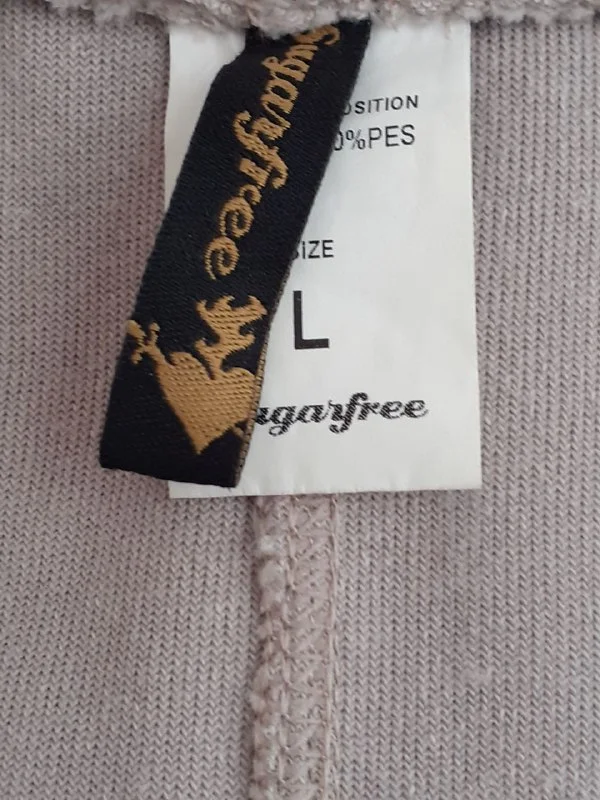 Sugarfree
OSITION
0%PES
SIZE
L
ugarfree